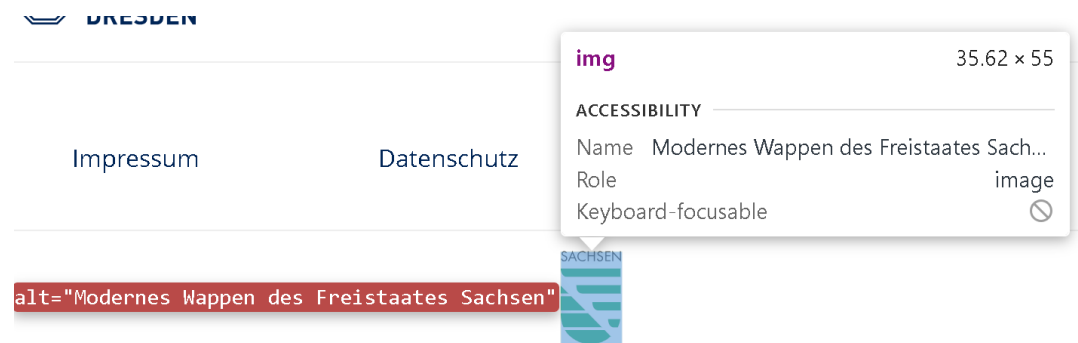 DRESDEN
img 35.62 × 55
ACCESSIBILITY
Name Modernes Wappen des Freistaates Sach...
Role image
Keyboard-focusable
Impressum Datenschutz
SACHSEN
alt="Modernes Wappen des Freistaates Sachsen"